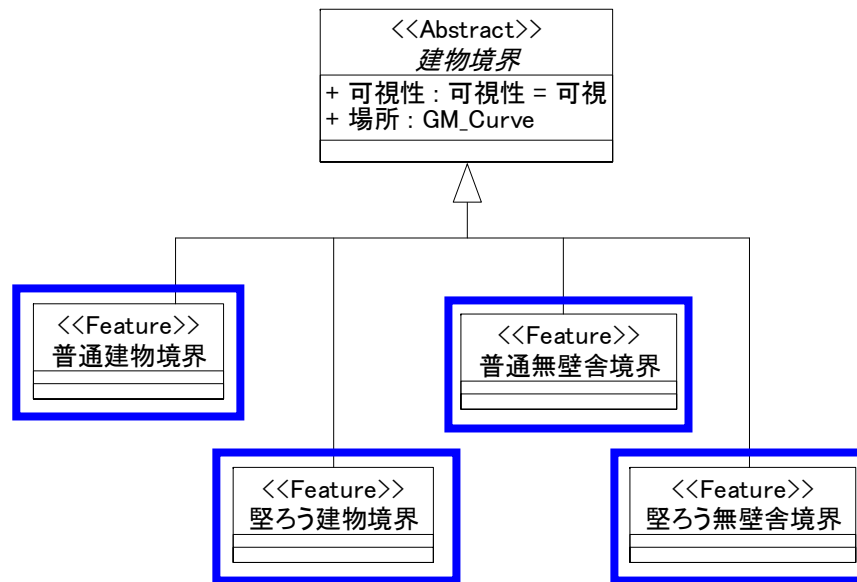 <<Abstract>>
建物境界
+ 可視性 : 可視性 = 可視
+ 場所 : GM_Curve
<<Feature>>
普通建物境界
<<Feature>>
普通無壁舎境界
<<Feature>>
堅ろう建物境界
<<Feature>>
堅ろう無壁舎境界